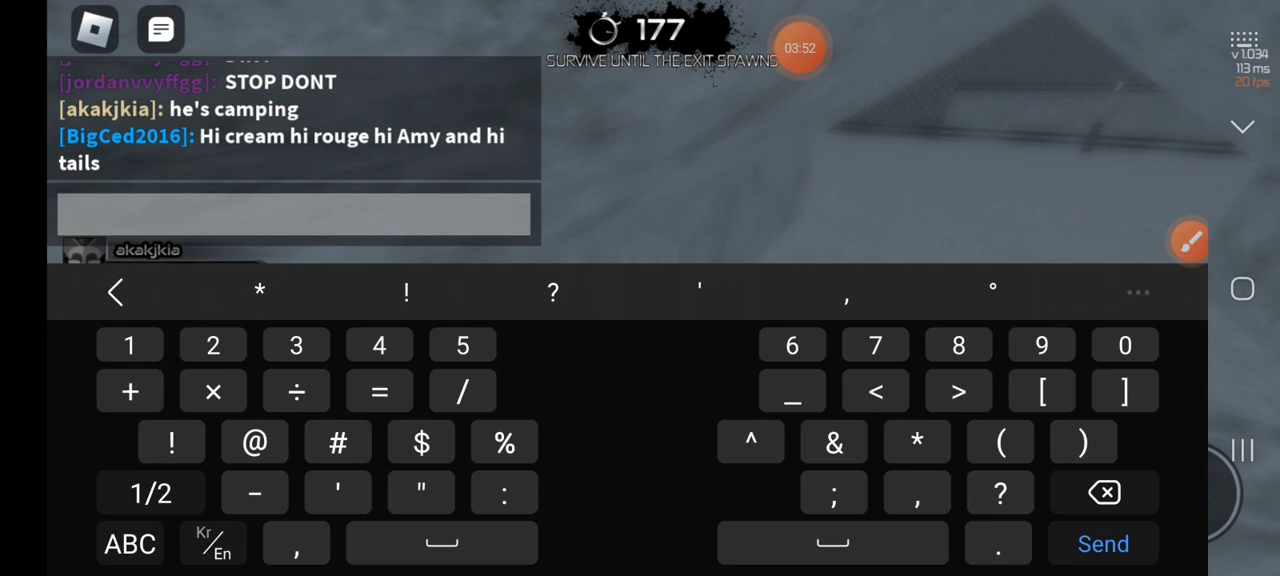 177
03:52
SURVIVE UNTIL THE EXIT SPAWNS
v 1.034
113 ms
20 fps
[jordanvvyffgg]: STOP DONT
[akakjkia]: he's camping
[BigCed2016]: Hi cream hi rouge hi Amy and hi
tails
akakjkia
* ! ? ' , °
1 2 3 4 5 6 7 8 9 0
+ × ÷ = / _ < > [ ]
! @ # $ % ^ & * ( )
1/2 - ' " : ; , ?
ABC Kr/En , . Send